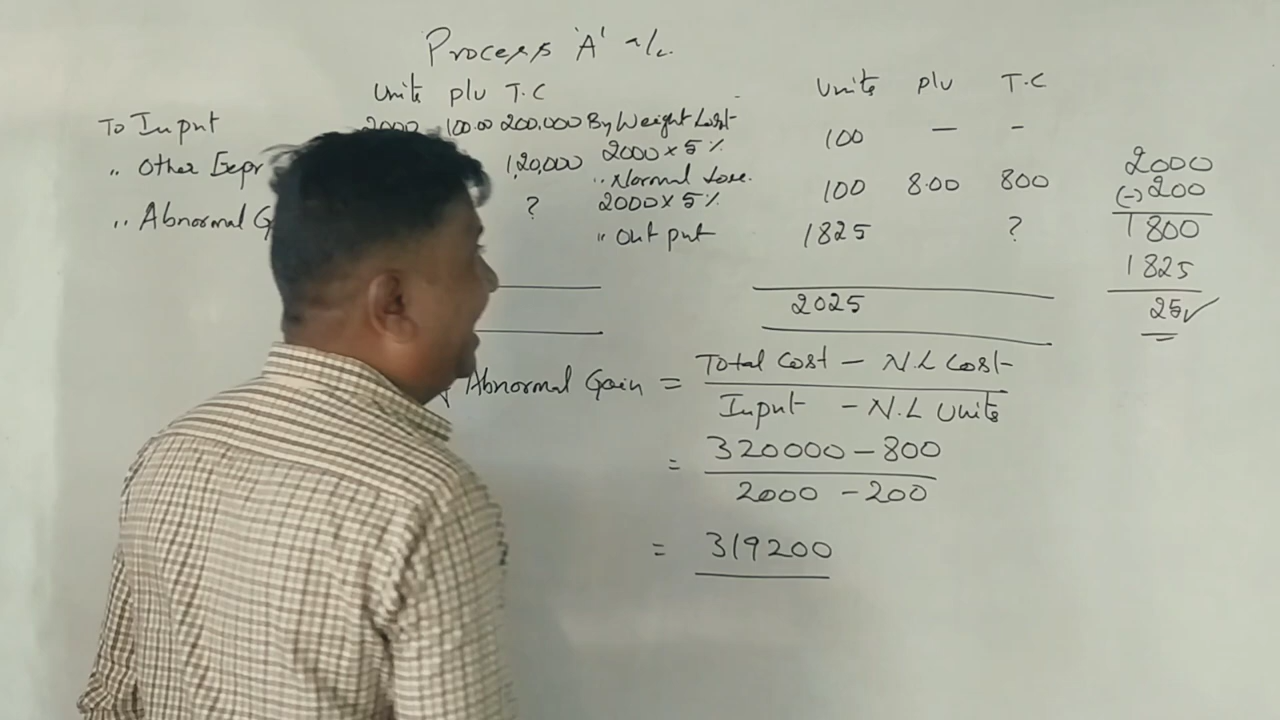 Process 'A' a/c.
Units p/u T.C Units p/u T.C
To Input 2000 100.00 200,000 By Weight Lost 100 — -
2000 x 5%
,, Other Expe 1,20,000 ,, Normal Loss. 100 8.00 800
2000 x 5%
,, Abnormal G ? ,, Out put 1825 ?
2025
2000
(-) 200
1800
1825
25✓
Abnormal Gain = Total Cost - N.L Cost
Input - N.L Units
= 320000 - 800
2000 - 200
= 319200